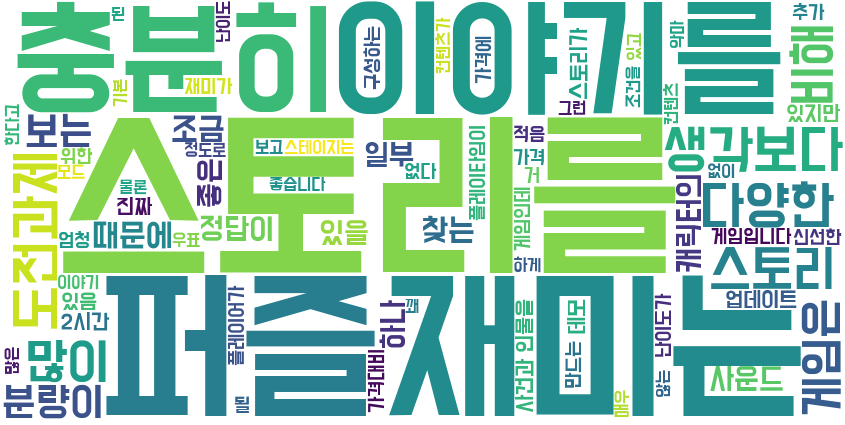 충분히
이야기를
스토리를
퍼즐
재미는
된
난이도
재미가
기본
한다고
보는
위한
모드
도전과제
물론
진짜
엄청
때문에
우표
이야기
있음
2시간
많이
많은
분량이
조금
정도로
좋은
정답이
보고
스테이지는
좋습니다
있을
일부
없다
찾는
구성하는
컨텐츠가
가격에
플레이타임이
적음
가격
거
그런
스토리가
조건을
있고
악마
컨텐츠
추가
비해
있지만
생각보다
없이
다양한
캐릭터의
게임인데
하게
게임입니다
신선한
스토리
업데이트
게임은
사운드
난이도가
않는
매우
데모
만드는
사건과
인물을
꽤
하나
가격대비
플레이어가
될